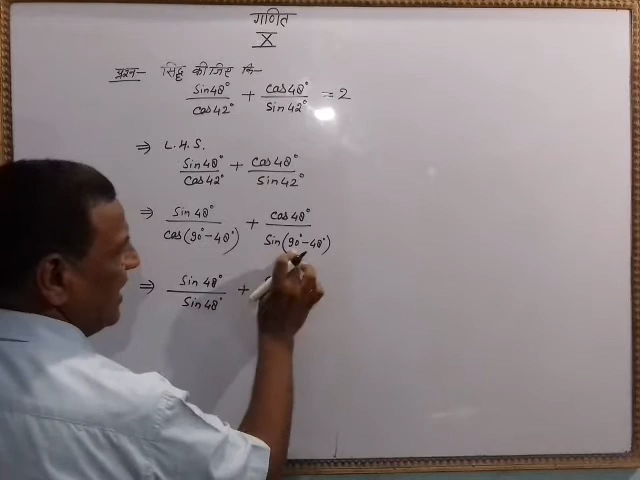 गणित
X
प्रश्न- सिद्ध कीजिए कि-
sin48°/cos42° + cos48°/sin42° = 2
⇒ L.H.S.
sin48°/cos42° + cos48°/sin42°
⇒ sin48°/cos(90°-48°) + cos48°/sin(90°-48°)
⇒ sin48°/sin48° +